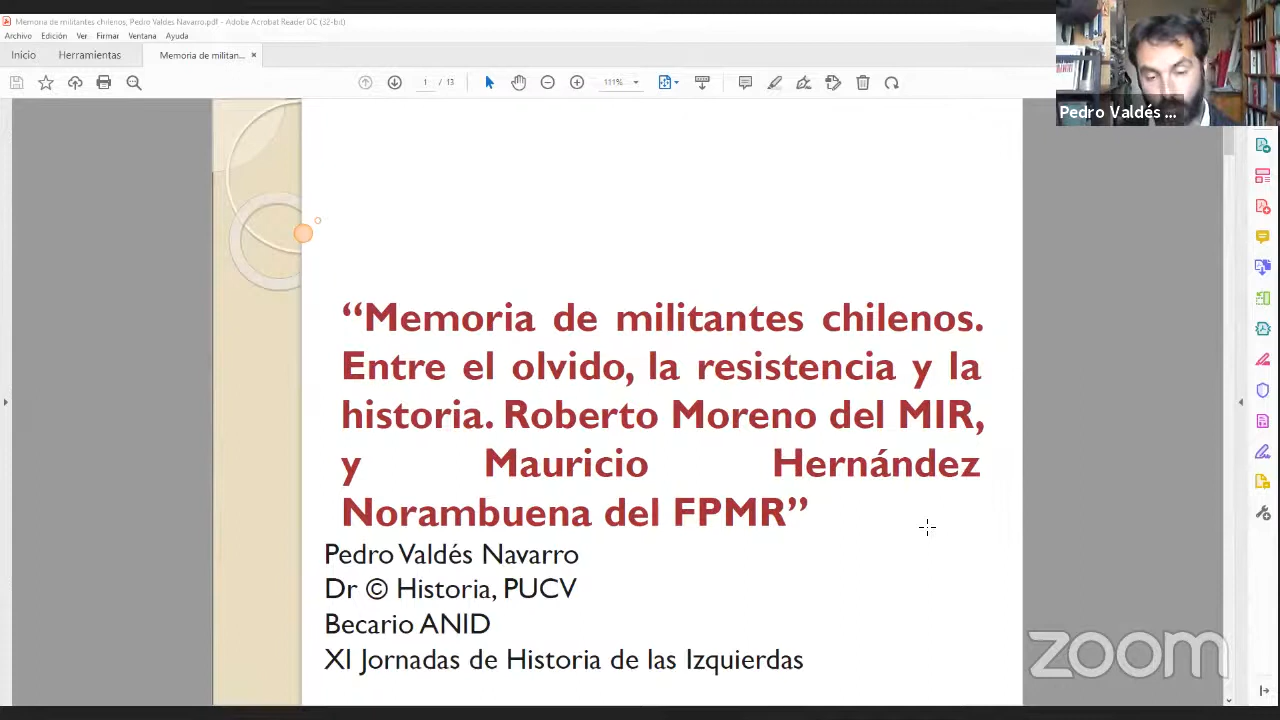 Memoria de militantes chilenos, Pedro Valdes Navarro.pdf - Adobe Acrobat Reader DC (32-bit)
Archivo Edición Ver Firmar Ventana Ayuda
Inicio Herramientas Memoria de militan... ×
1 / 13 111%
Pedro Valdés ...
“Memoria de militantes chilenos.
Entre el olvido, la resistencia y la
historia. Roberto Moreno del MIR,
y Mauricio Hernández
Norambuena del FPMR”
Pedro Valdés Navarro
Dr © Historia, PUCV
Becario ANID
XI Jornadas de Historia de las Izquierdas
zoom